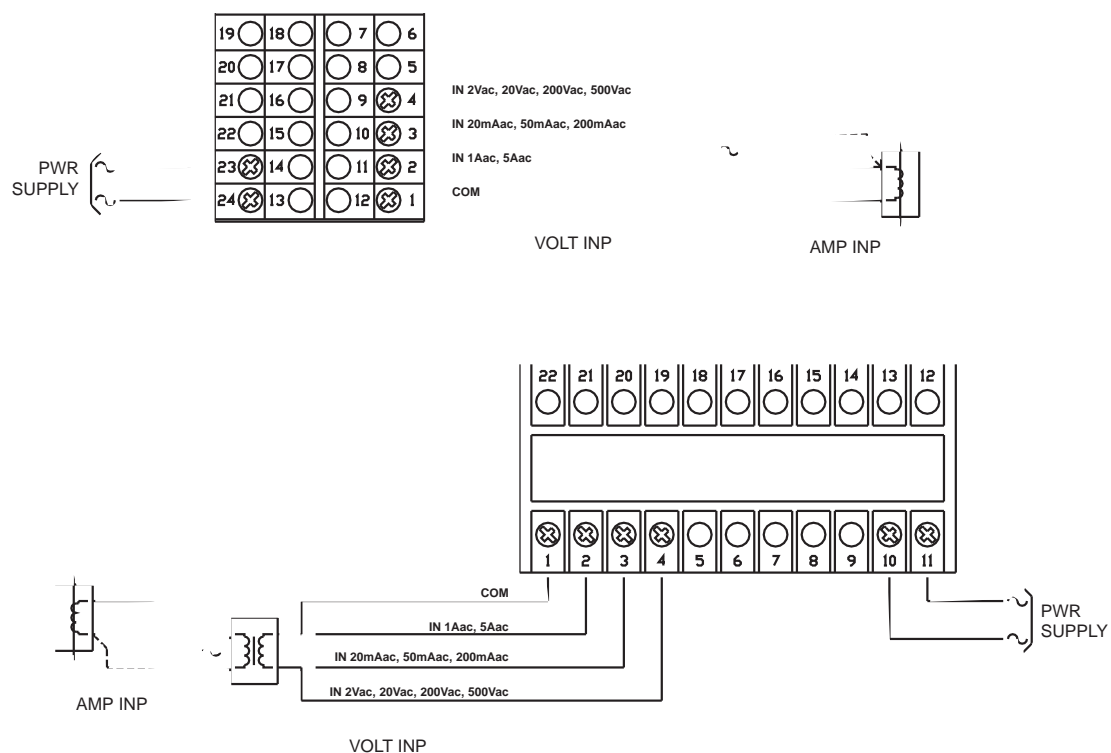 19 18 7 6
20 17 8 5
21 16 9 4
IN 2Vac, 20Vac, 200Vac, 500Vac
22 15 10 3
IN 20mAac, 50mAac, 200mAac
23 14 11 2
IN 1Aac, 5Aac
24 13 12 1
COM
PWR
SUPPLY
VOLT INP
AMP INP
22 21 20 19 18 17 16 15 14 13 12
1 2 3 4 5 6 7 8 9 10 11
COM
IN 1Aac, 5Aac
IN 20mAac, 50mAac, 200mAac
IN 2Vac, 20Vac, 200Vac, 500Vac
PWR
SUPPLY
AMP INP
VOLT INP